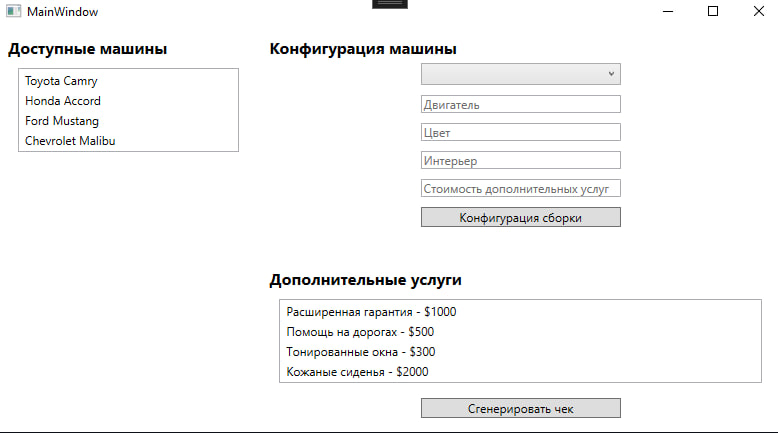 MainWindow
Доступные машины
Toyota Camry
Honda Accord
Ford Mustang
Chevrolet Malibu
Конфигурация машины
Двигатель
Цвет
Интерьер
Стоимость дополнительных услуг
Конфигурация сборки
Дополнительные услуги
Расширенная гарантия - $1000
Помощь на дорогах - $500
Тонированные окна - $300
Кожаные сиденья - $2000
Сгенерировать чек